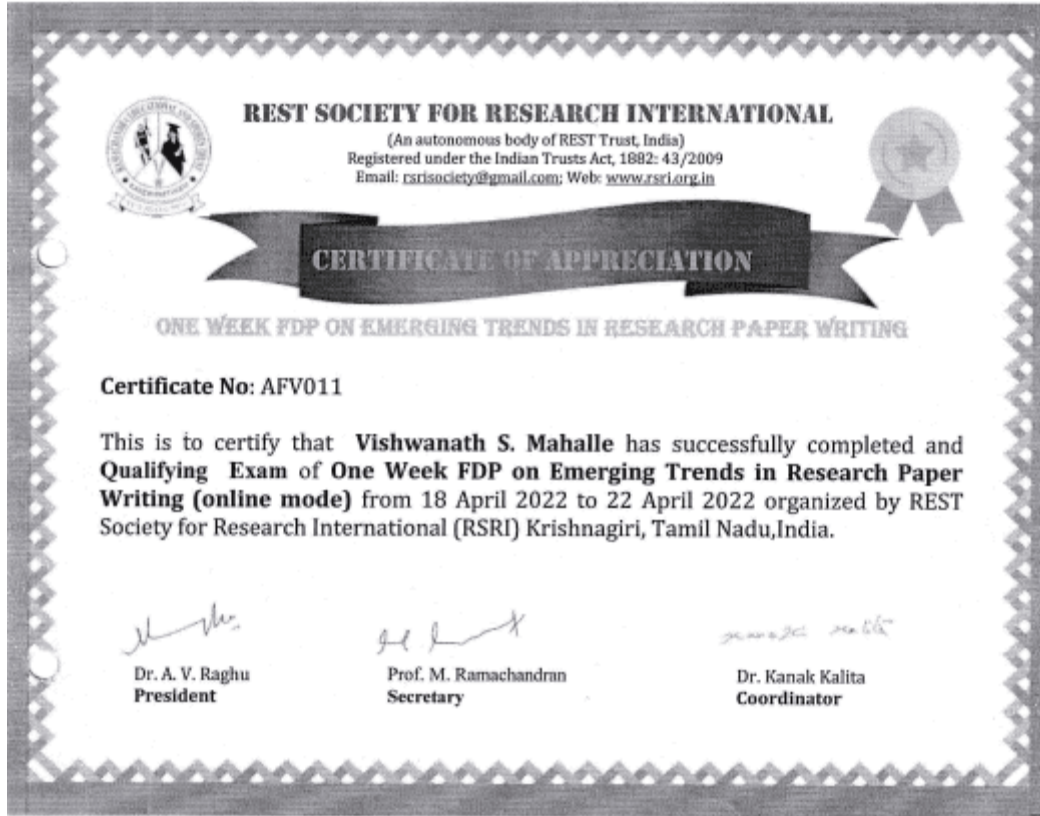 REST SOCIETY FOR RESEARCH INTERNATIONAL
(An autonomous body of REST Trust, India)
Registered under the Indian Trusts Act, 1882: 43/2009
Email: rsrisociety@gmail.com; Web: www.rsri.org.in
CERTIFICATE OF APPRECIATION
ONE WEEK FDP ON EMERGING TRENDS IN RESEARCH PAPER WRITING
Certificate No: AFV011
This is to certify that Vishwanath S. Mahalle has successfully completed and
Qualifying Exam of One Week FDP on Emerging Trends in Research Paper
Writing (online mode) from 18 April 2022 to 22 April 2022 organized by REST
Society for Research International (RSRI) Krishnagiri, Tamil Nadu,India.
Dr. A. V. Raghu
President
Prof. M. Ramachandran
Secretary
Dr. Kanak Kalita
Coordinator